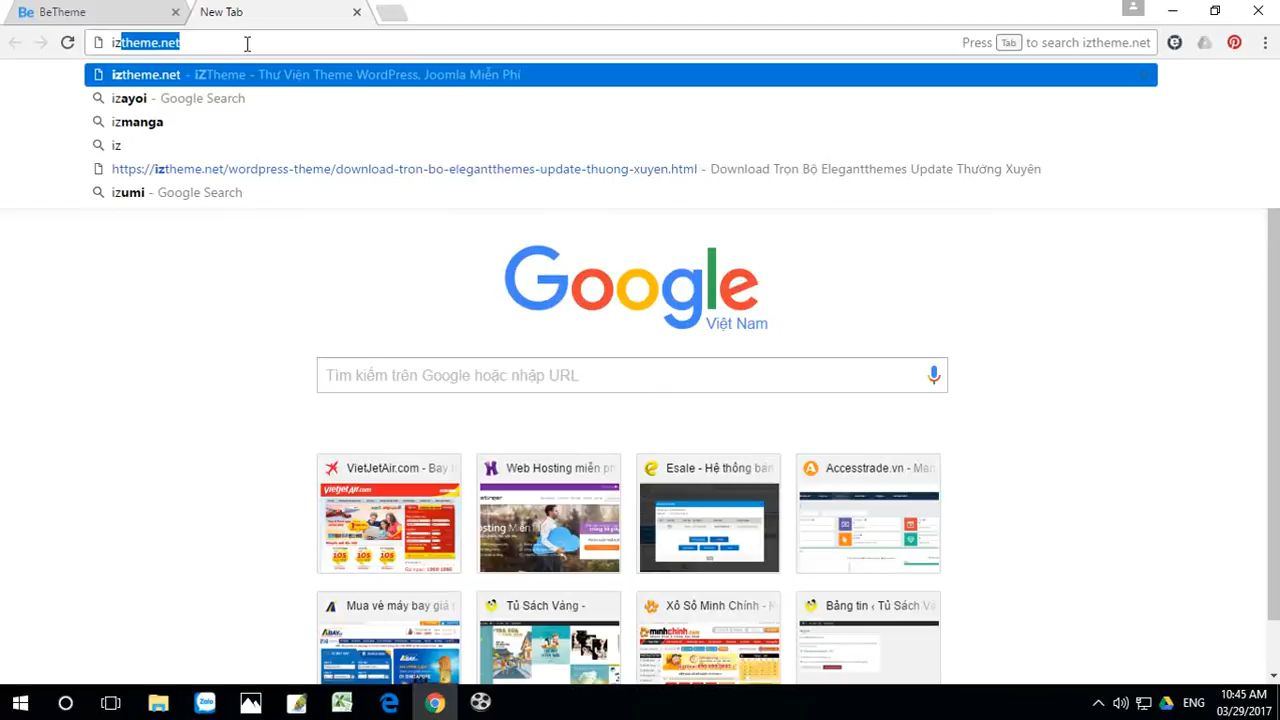 BeTheme
New Tab
iztheme.net
Press Tab to search iztheme.net
iztheme.net - iZTheme - Thư Viện Theme WordPress, Joomla Miễn Phí
izayoi - Google Search
izmanga
iz
https://iztheme.net/wordpress-theme/download-tron-bo-elegantthemes-update-thuong-xuyen.html - Download Trọn Bộ Elegantthemes Update Thường Xuyên
izumi - Google Search
Google
Việt Nam
Tìm kiếm trên Google hoặc nhập URL
VietJetAir.com - Bay
Web Hosting miễn ph
Esale - Hệ thống bán
Accesstrade.vn - Man
Mua vé máy bay giá
Tủ Sách Vàng -
Xổ Số Minh Chính -
Bảng tin ‹ Tủ Sách
ENG
10:45 AM
03/29/2017